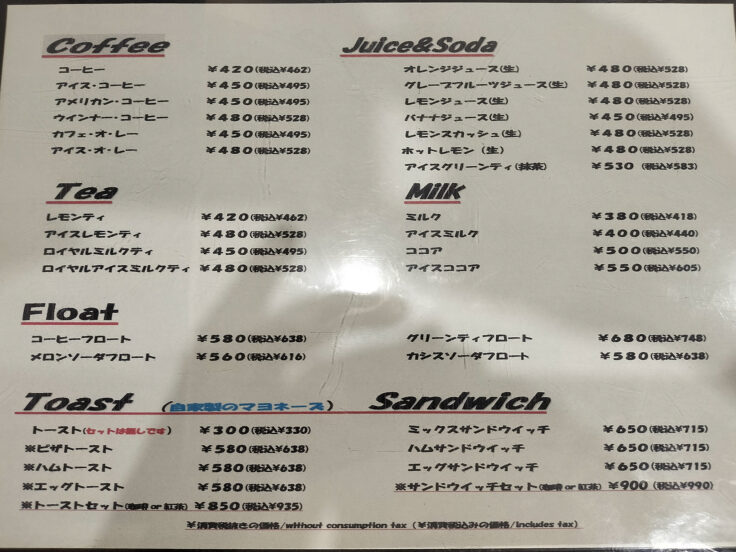 Coffee
コーヒー ￥420(税込¥462)
アイス・コーヒー ￥450(税込¥495)
アメリカン・コーヒー ￥450(税込¥495)
ウインナー・コーヒー ￥480(税込¥528)
カフェ・オ・レー ￥450(税込¥495)
アイス・オ・レー ￥480(税込¥528)
Juice&Soda
オレンジジュース(生) ￥480(税込¥528)
グレープフルーツジュース(生) ￥480(税込¥528)
レモンジュース(生) ￥480(税込¥528)
バナナジュース(生) ￥450(税込¥495)
レモンスカッシュ(生) ￥480(税込¥528)
ホットレモン (生) ￥480(税込¥528)
アイスグリーンティ(抹茶) ￥530 (税込¥583)
Tea
レモンティ ￥420(税込¥462)
アイスレモンティ ￥480(税込¥528)
ロイヤルミルクティ ￥450(税込¥495)
ロイヤルアイスミルクティ ￥480(税込¥528)
Milk
ミルク ￥380(税込¥418)
アイスミルク ￥400(税込¥440)
ココア ￥500(税込¥550)
アイスココア ￥550(税込¥605)
Float
コーヒーフロート ￥580(税込¥638)
メロンソーダフロート ￥560(税込¥616)
グリーンティフロート ￥680(税込¥748)
カシスソーダフロート ￥580(税込¥638)
Toast (自家製のマヨネーズ)
トースト(セットは無しです) ￥300(税込¥330)
※ピザトースト ￥580(税込¥638)
※ハムトースト ￥580(税込¥638)
※エッグトースト ￥580(税込¥638)
※トーストセット(珈琲 or 紅茶) ￥850(税込¥935)
Sandwich
ミックスサンドウイッチ ￥650(税込¥715)
ハムサンドウイッチ ￥650(税込¥715)
エッグサンドウイッチ ￥650(税込¥715)
※サンドウイッチセット(珈琲 or 紅茶) ￥900(税込¥990)
￥消費税抜きの価格/without consumption tax (￥消費税込みの価格/includes tax)